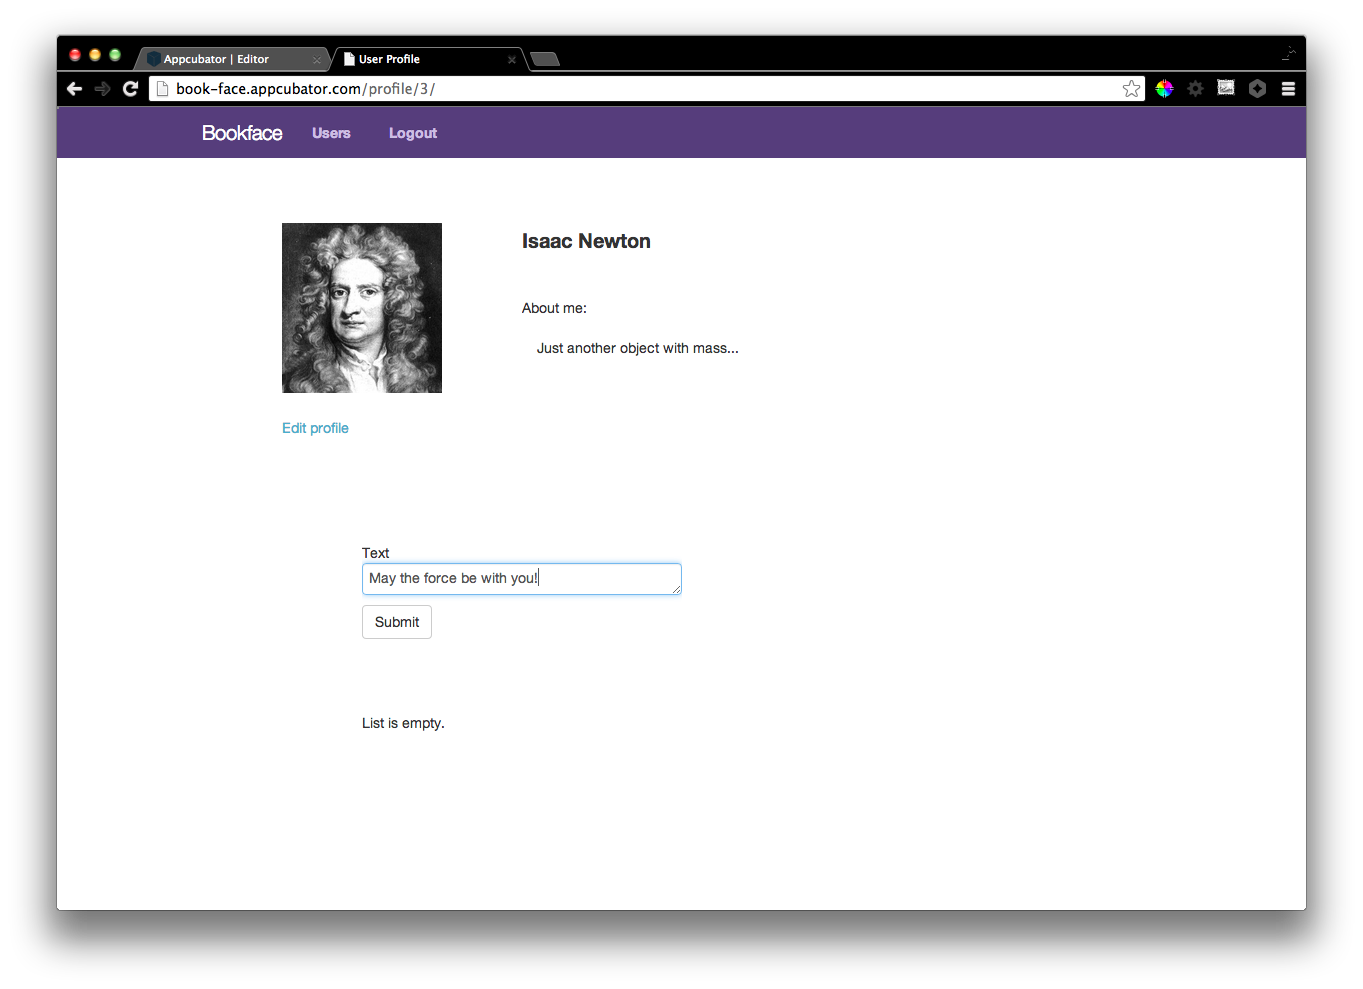 Appcubator | Editor
User Profile
book-face.appcubator.com/profile/3/
Bookface
Users
Logout
Isaac Newton
About me:
Just another object with mass...
Edit profile
Text
May the force be with you!
Submit
List is empty.